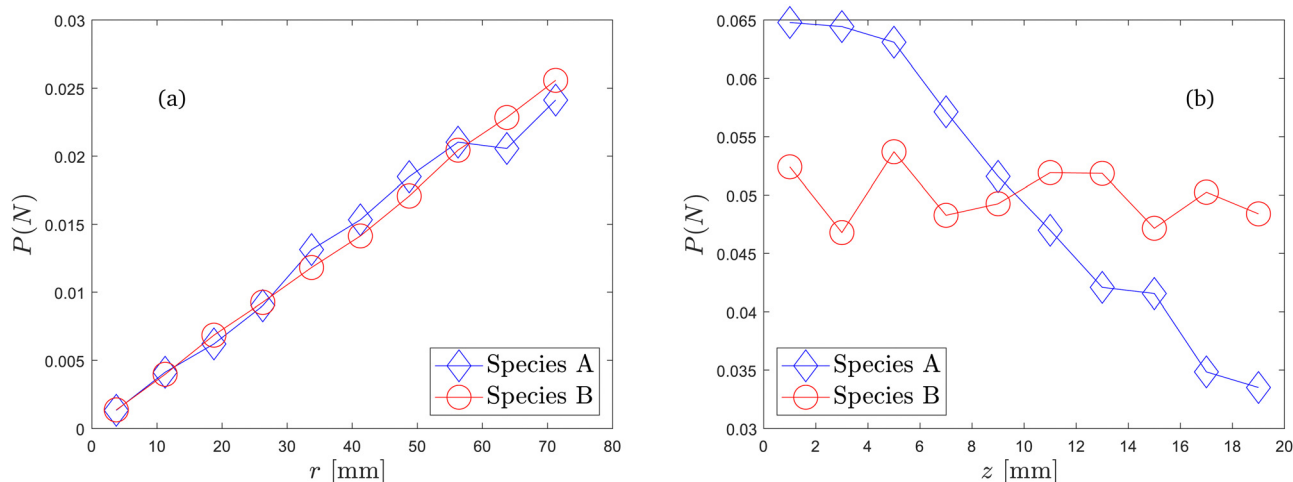 0.03
0.025
0.02
0.015
0.01
0.005
0
P(N)
(a)
Species A
Species B
0 10 20 30 40 50 60 70 80
r [mm]
0.065
0.06
0.055
0.05
0.045
0.04
0.035
0.03
P(N)
(b)
Species A
Species B
0 2 4 6 8 10 12 14 16 18 20
z [mm]